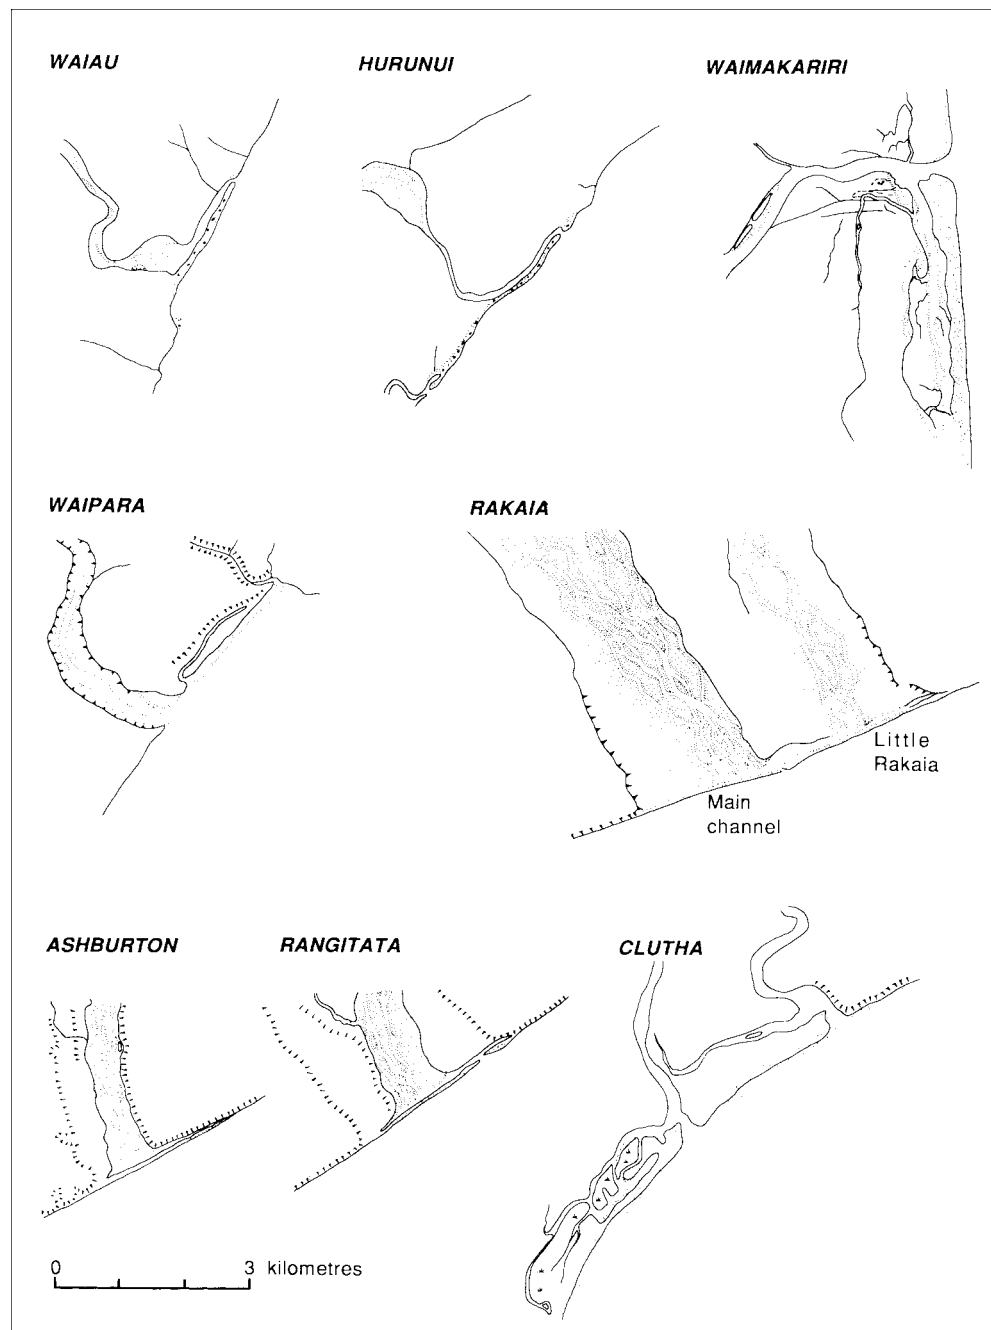 WAIAU
HURUNUI
WAIMAKARIRI
WAIPARA
RAKAIA
Little
Rakaia
Main
channel
ASHBURTON
RANGITATA
CLUTHA
0 3 kilometres